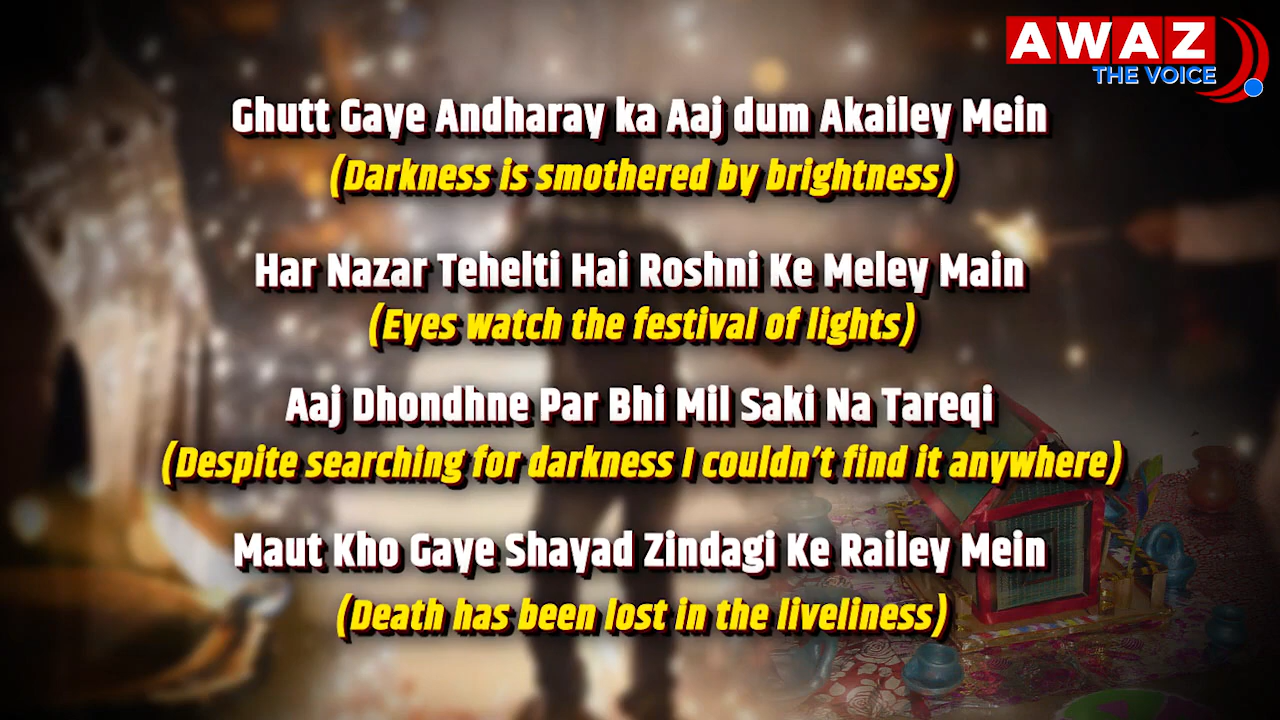 AWAZ
THE VOICE
Ghutt Gaye Andharay ka Aaj dum Akailey Mein
(Darkness is smothered by brightness)
Har Nazar Tehelti Hai Roshni Ke Meley Main
(Eyes watch the festival of lights)
Aaj Dhondhne Par Bhi Mil Saki Na Tareqi
(Despite searching for darkness I couldn't find it anywhere)
Maut Kho Gaye Shayad Zindagi Ke Railey Mein
(Death has been lost in the liveliness)